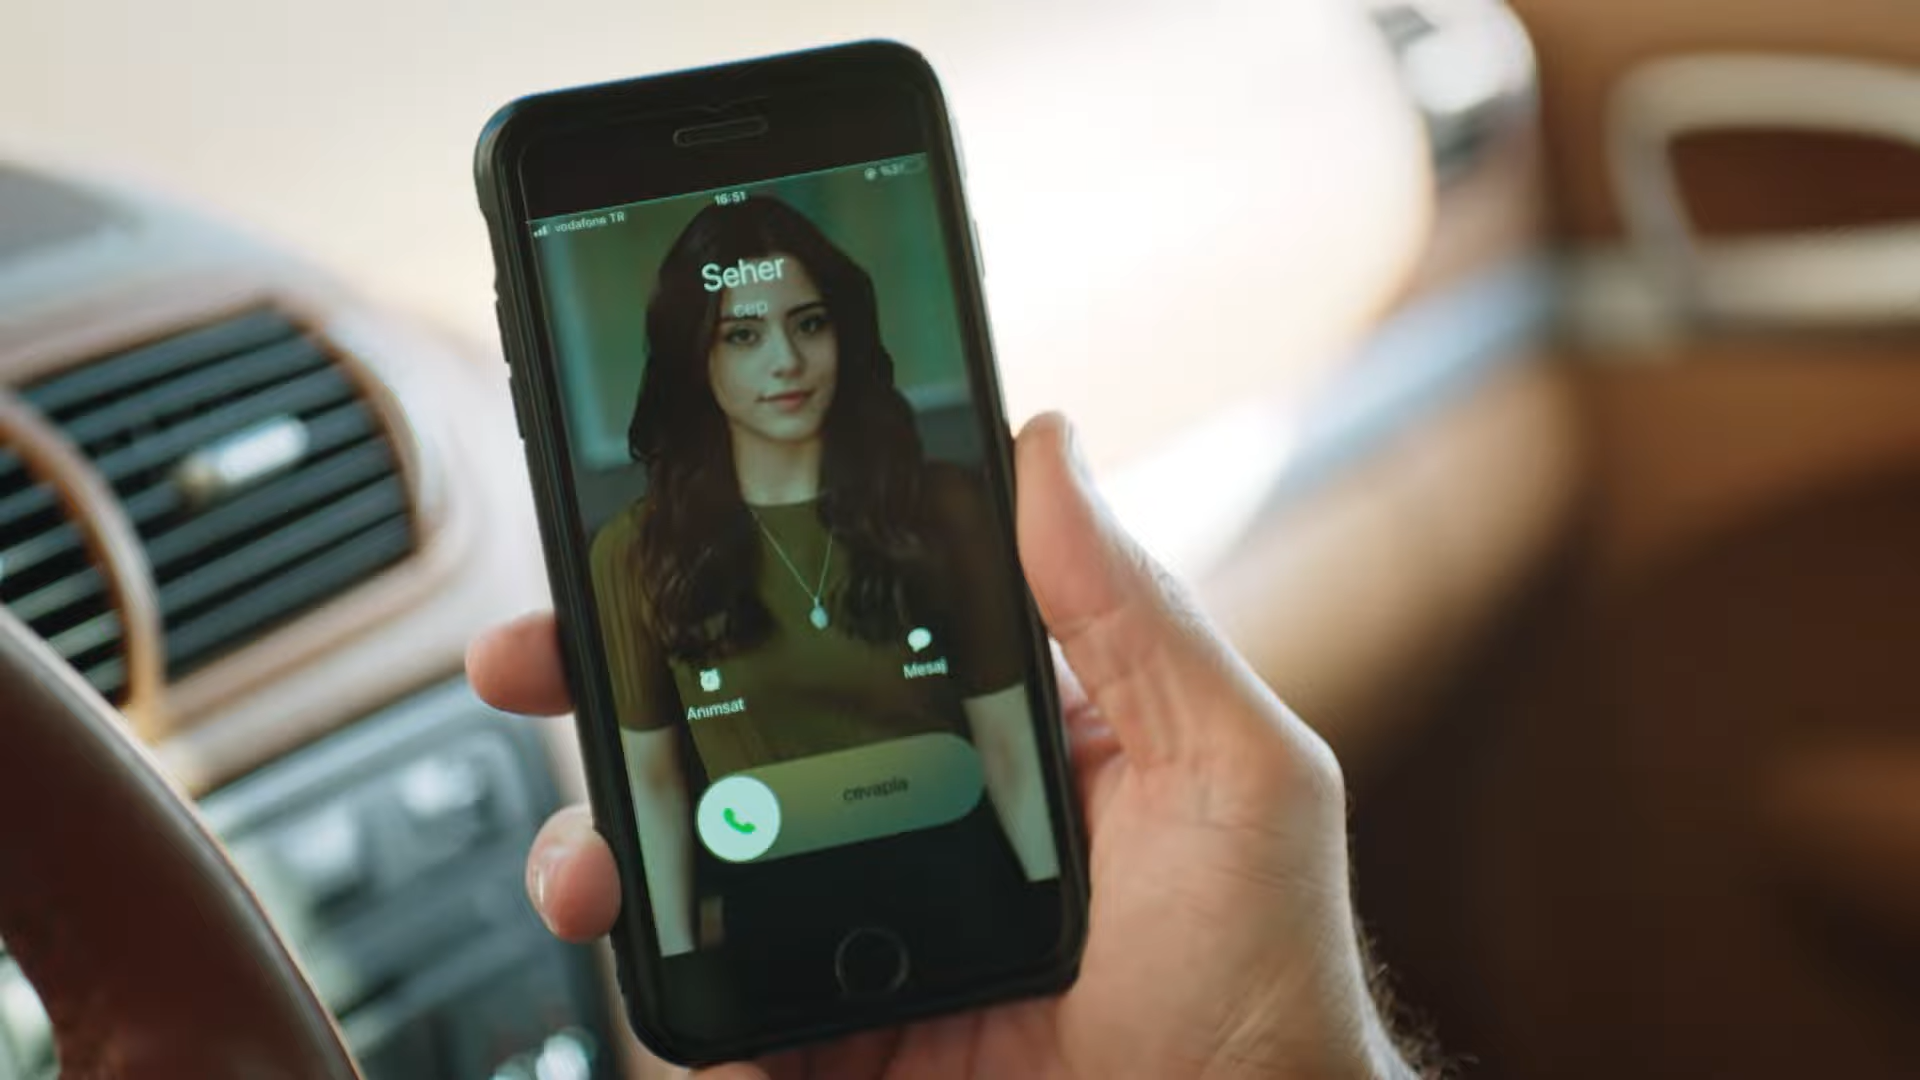 vodafone TR
16:51
Seher
cep
Anımsat
Mesaj
cevapla